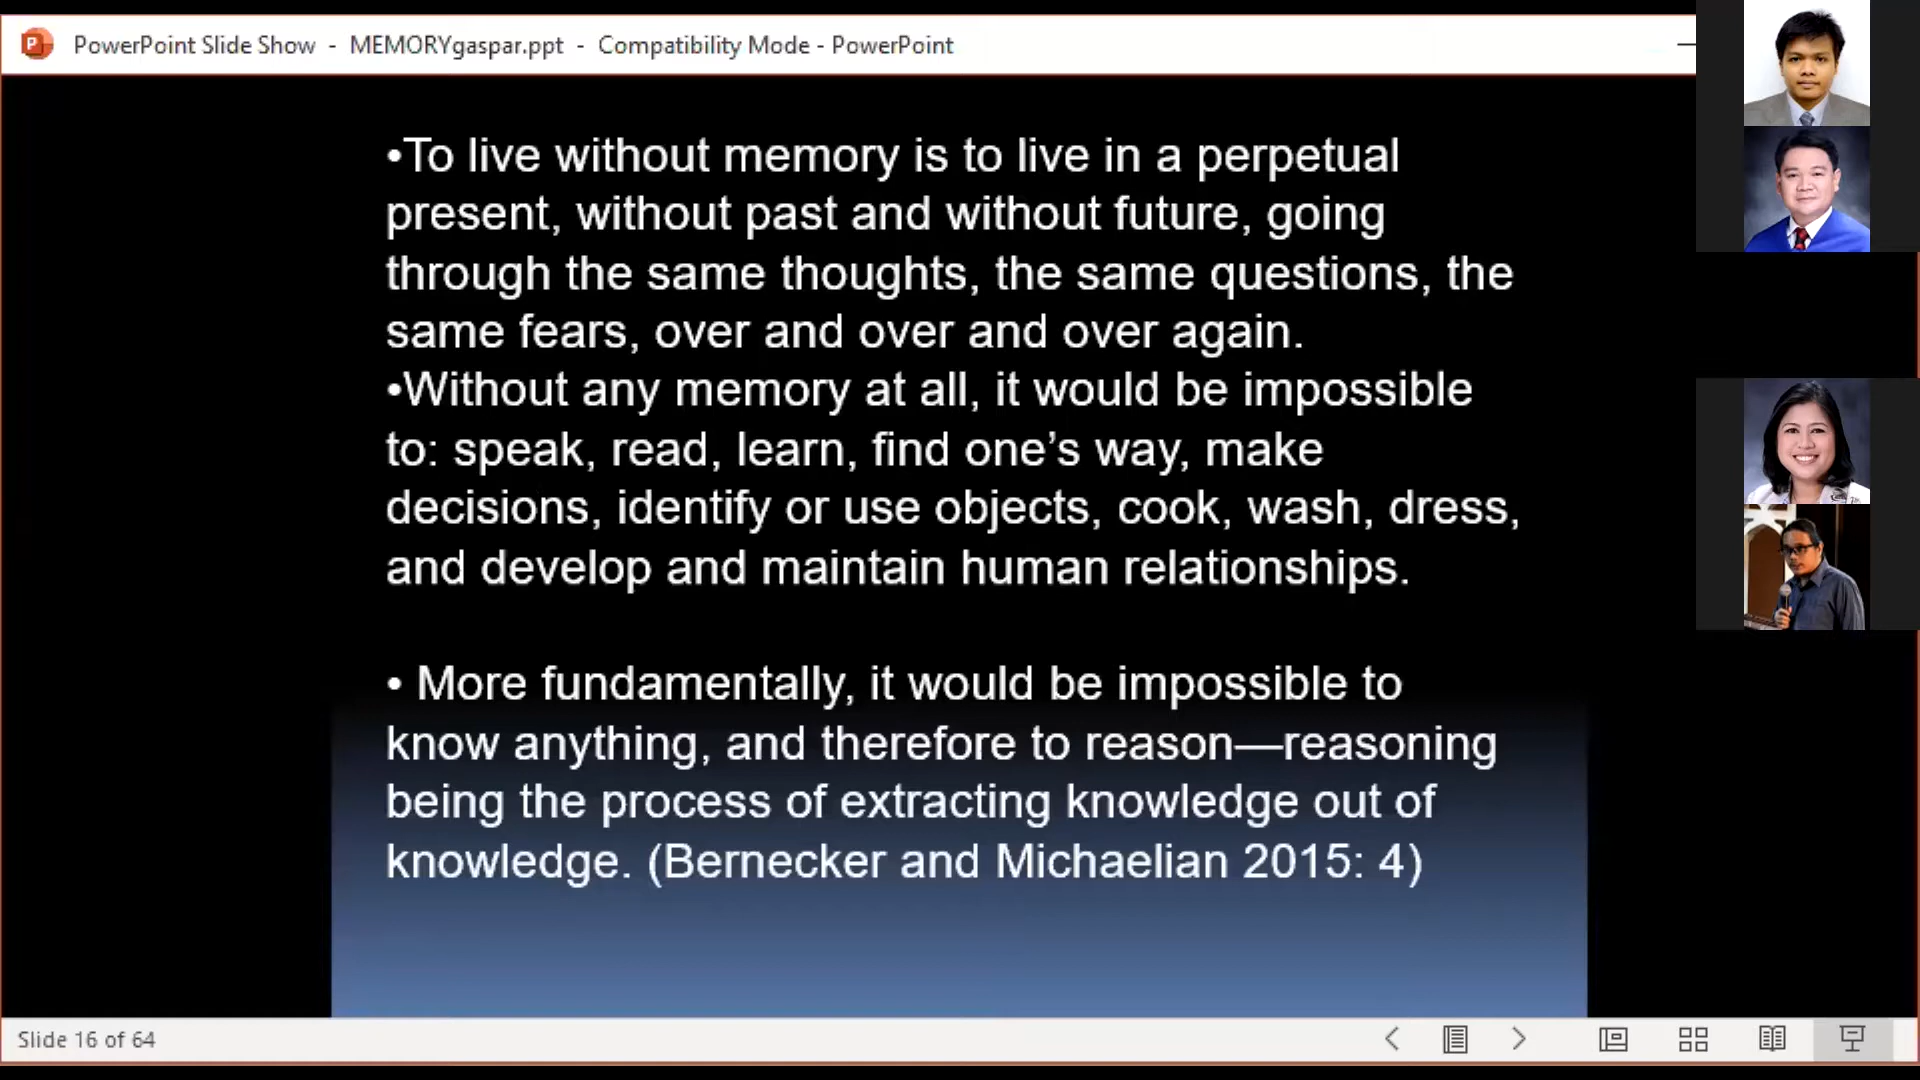 PowerPoint Slide Show - MEMORYgaspar.ppt - Compatibility Mode - PowerPoint
•To live without memory is to live in a perpetual
present, without past and without future, going
through the same thoughts, the same questions, the
same fears, over and over and over again.
•Without any memory at all, it would be impossible
to: speak, read, learn, find one’s way, make
decisions, identify or use objects, cook, wash, dress,
and develop and maintain human relationships.
• More fundamentally, it would be impossible to
know anything, and therefore to reason—reasoning
being the process of extracting knowledge out of
knowledge. (Bernecker and Michaelian 2015: 4)
Slide 16 of 64